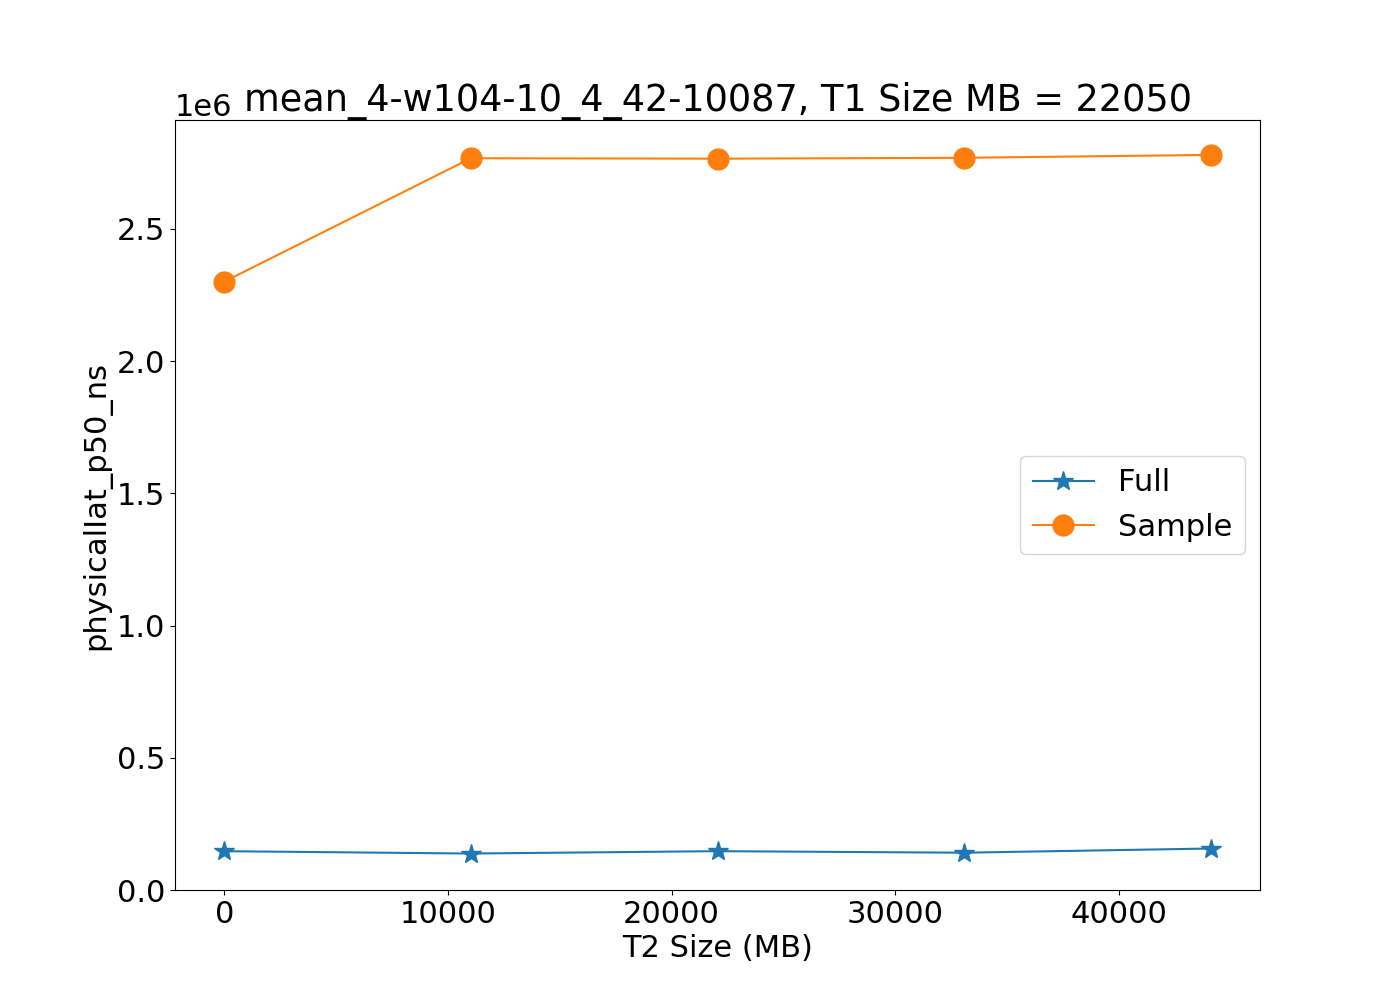 1e6
mean_4-w104-10_4_42-10087, T1 Size MB = 22050
physicallat_p50_ns
2.5
2.0
1.5
1.0
0.5
0.0
Full
Sample
0 10000 20000 30000 40000
T2 Size (MB)